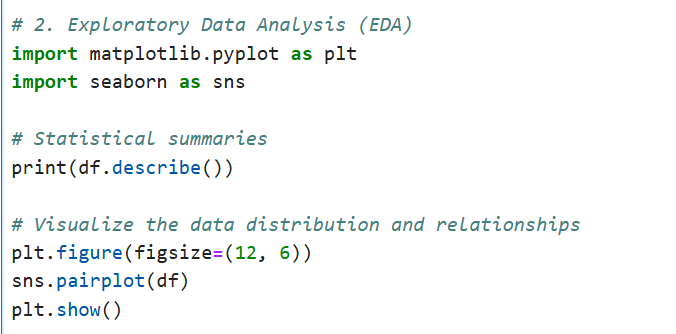 # 2. Exploratory Data Analysis (EDA)
import matplotlib.pyplot as plt
import seaborn as sns
# Statistical summaries
print(df.describe())
# Visualize the data distribution and relationships
plt.figure(figsize=(12, 6))
sns.pairplot(df)
plt.show()